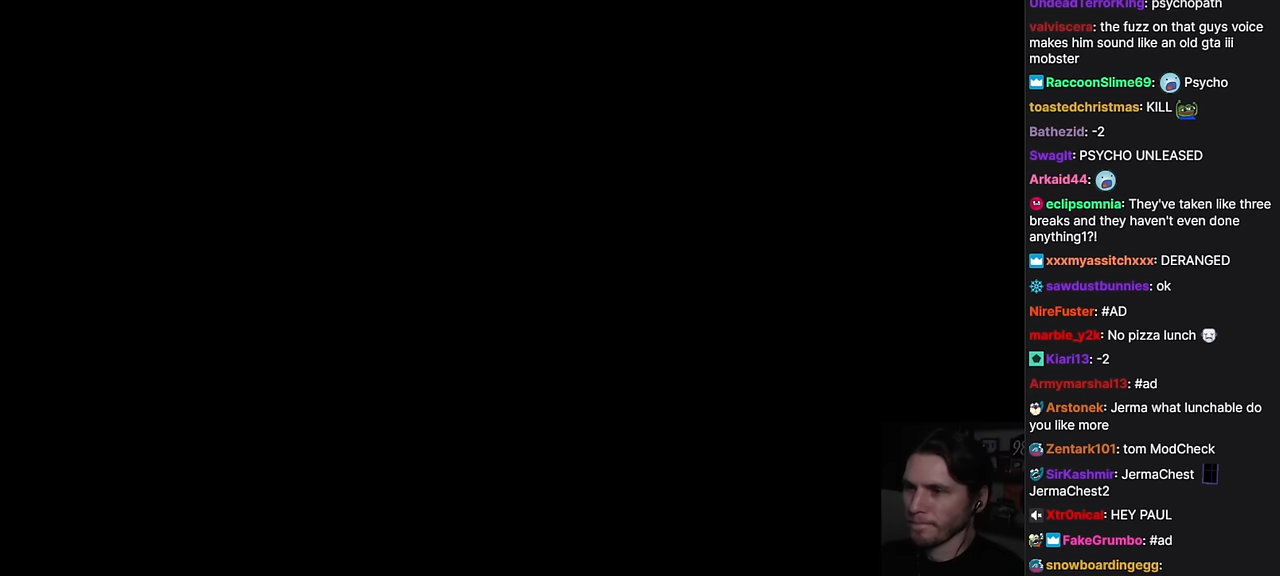 UndeadTerrorKing: psychopath
valviscera: the fuzz on that guys voice
makes him sound like an old gta iii
mobster
RaccoonSlime69: Psycho
toastedchristmas: KILL
Bathezid: -2
SwagIt: PSYCHO UNLEASED
Arkaid44:
eclipsomnia: They've taken like three
breaks and they haven't even done
anything1?!
xxxmyassitchxxx: DERANGED
sawdustbunnies: ok
NireFuster: #AD
marble_y2k: No pizza lunch
Kiari13: -2
Armymarshal13: #ad
Arstonek: Jerma what lunchable do
you like more
Zentark101: tom ModCheck
SirKashmir: JermaChest
JermaChest2
Xtr0nical: HEY PAUL
FakeGrumbo: #ad
snowboardingegg: